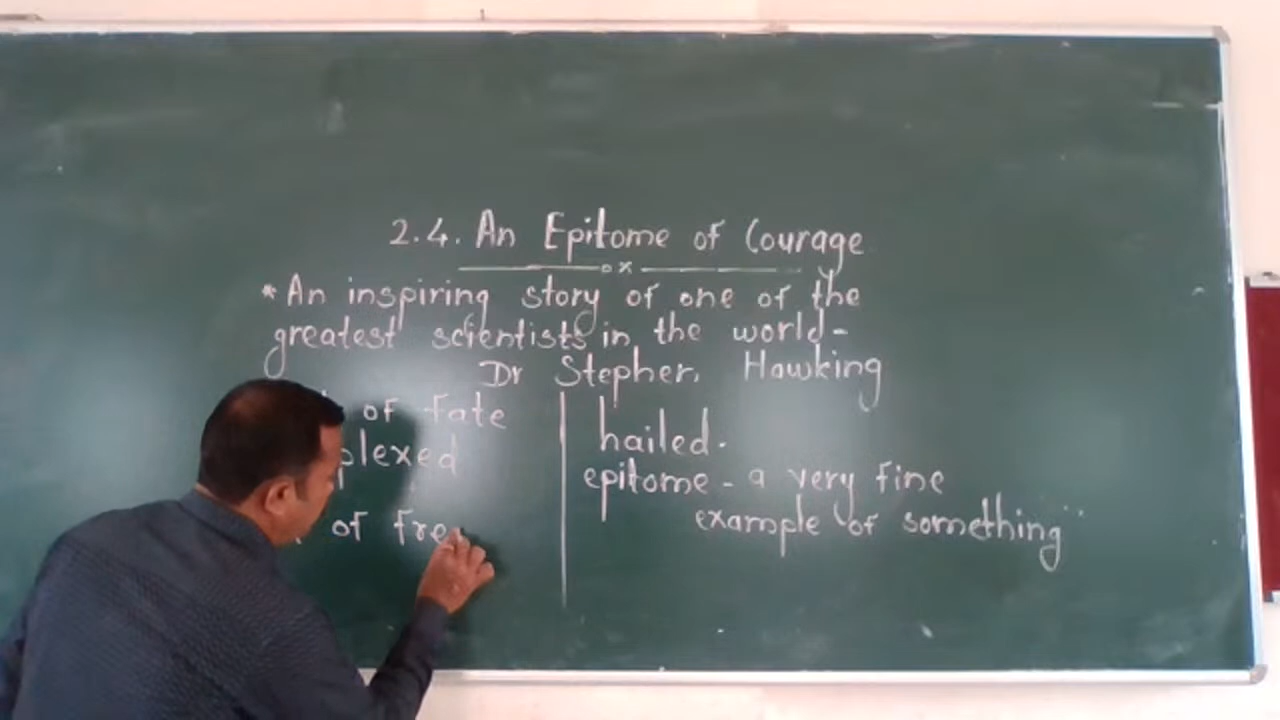 2.4. An Epitome of Courage
* An inspiring story of one of the
greatest scientists in the world-
Dr Stephen Hawking
of fate
plexed
of fre
hailed.
epitome - a very fine
example of something"